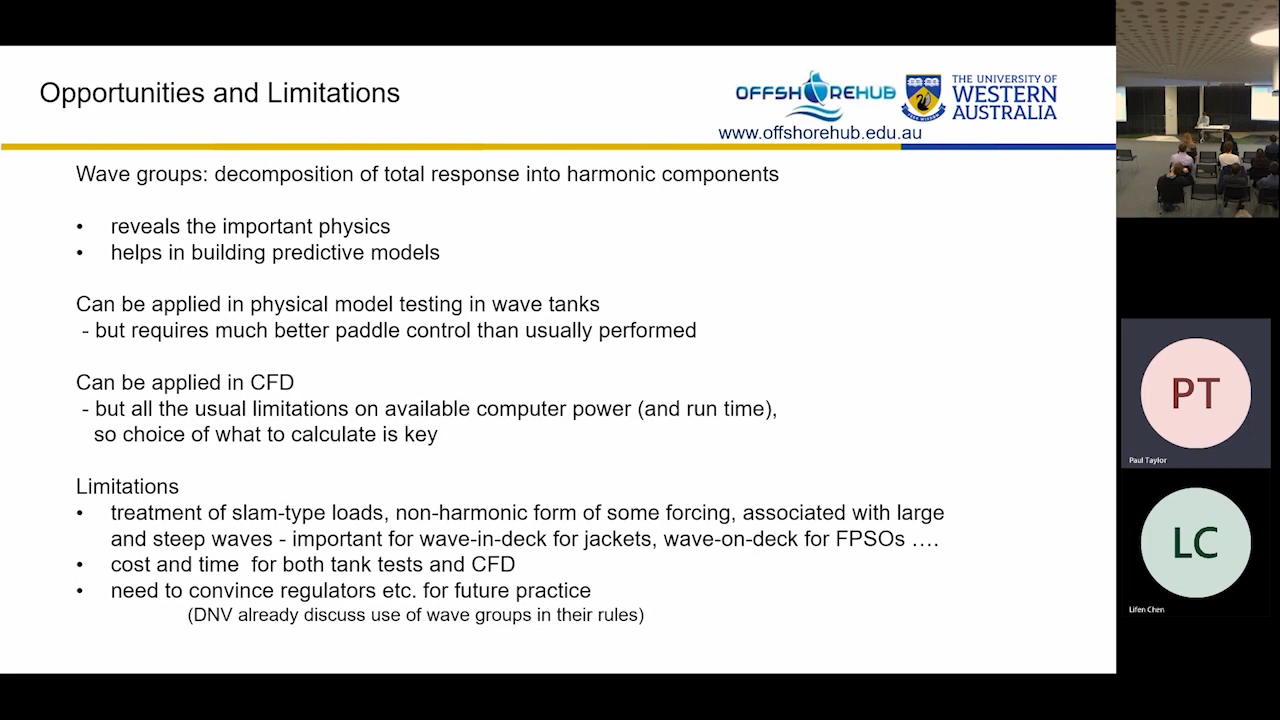 Opportunities and Limitations
OFFSHOREHUB
THE UNIVERSITY OF
WESTERN
AUSTRALIA
www.offshorehub.edu.au
Wave groups: decomposition of total response into harmonic components
• reveals the important physics
• helps in building predictive models
Can be applied in physical model testing in wave tanks
- but requires much better paddle control than usually performed
Can be applied in CFD
- but all the usual limitations on available computer power (and run time),
so choice of what to calculate is key
Limitations
• treatment of slam-type loads, non-harmonic form of some forcing, associated with large
and steep waves - important for wave-in-deck for jackets, wave-on-deck for FPSOs ….
• cost and time for both tank tests and CFD
• need to convince regulators etc. for future practice
(DNV already discuss use of wave groups in their rules)
PT
Paul Taylor
LC
Lifen Chen